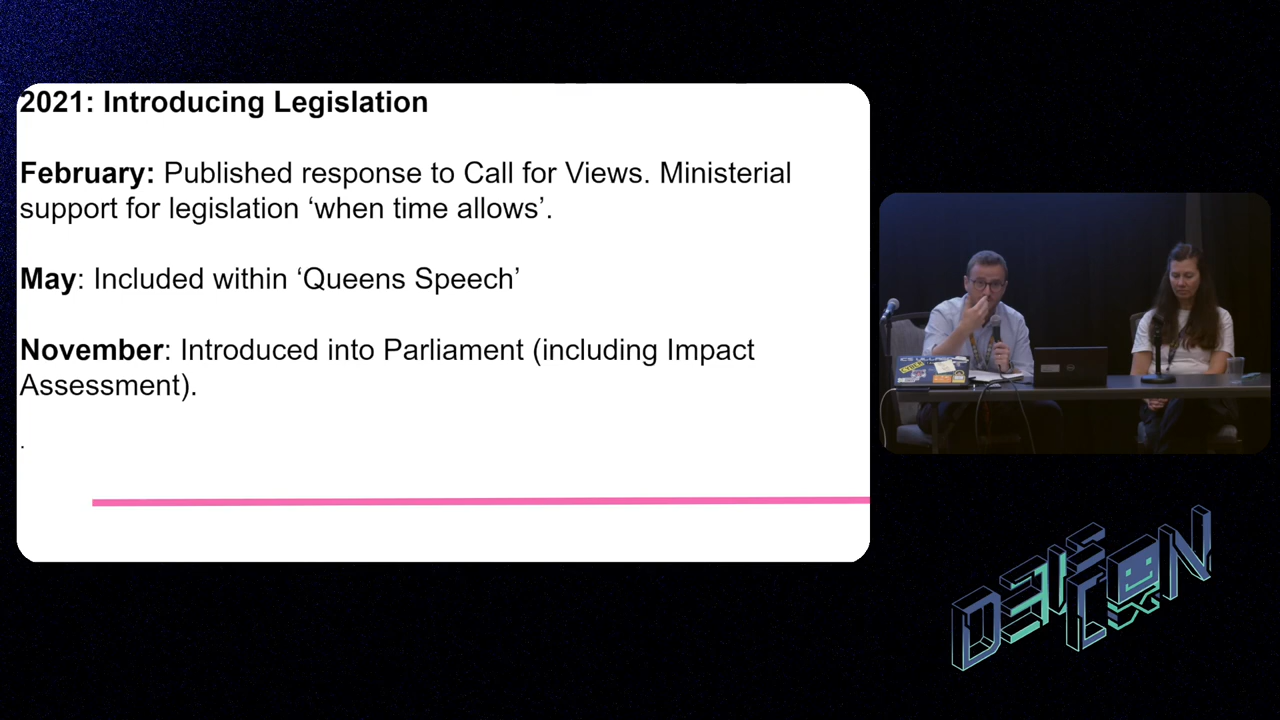 2021: Introducing Legislation
February: Published response to Call for Views. Ministerial
support for legislation ‘when time allows’.
May: Included within ‘Queens Speech’
November: Introduced into Parliament (including Impact
Assessment).
.
DEF CON